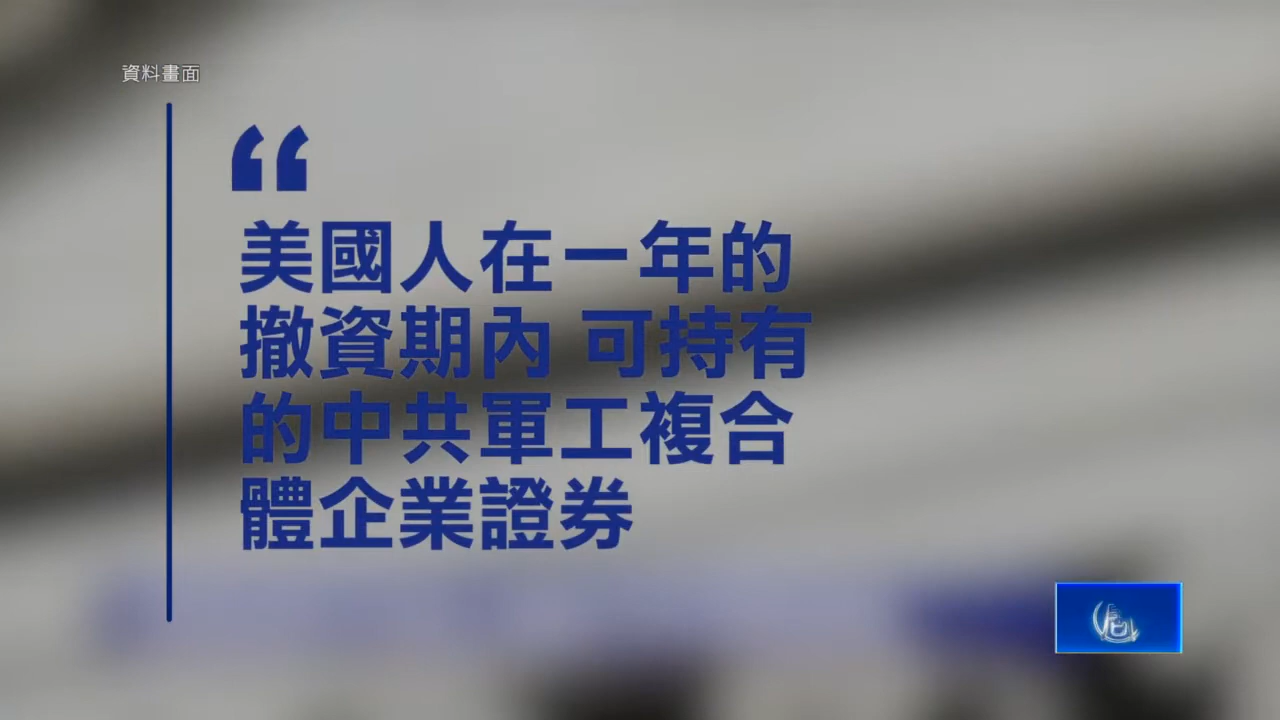 資料畫面
“
美國人在一年的
撤資期內 可持有
的中共軍工複合
體企業證券